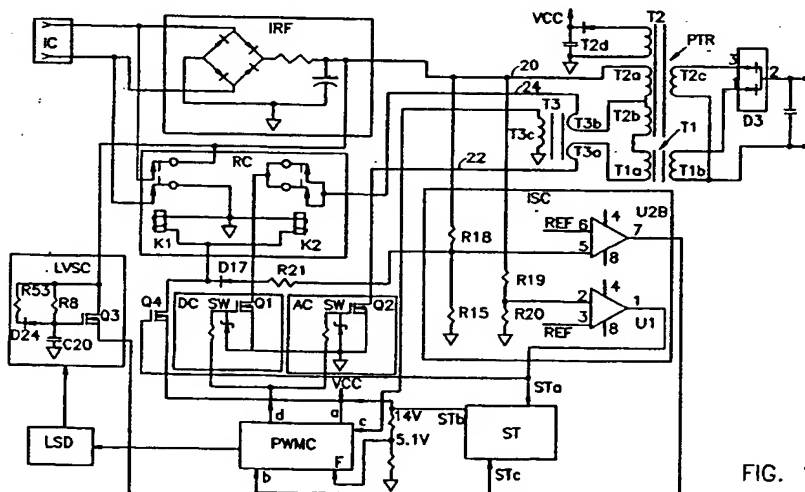 IC
IRF
VCC
T2
T2d
PTR
20
T2a
T2c
3
2
24
T3
D3
T3b
T2b
T1
T3c
T3a
22
T1a
T1b
RC
ISC
K1
K2
R18
REF
6
5
4
8
7
U2B
D17
R21
LVSC
R53
R8
Q3
D24
C20
Q4
DC
SW
Q1
AC
SW
Q2
R15
R19
R20
2
3
REF
4
8
1
U1
VCC
STa
LSD
PWMC
d
a
c
b
F
14V
5.1V
STb
ST
STc
FIG.